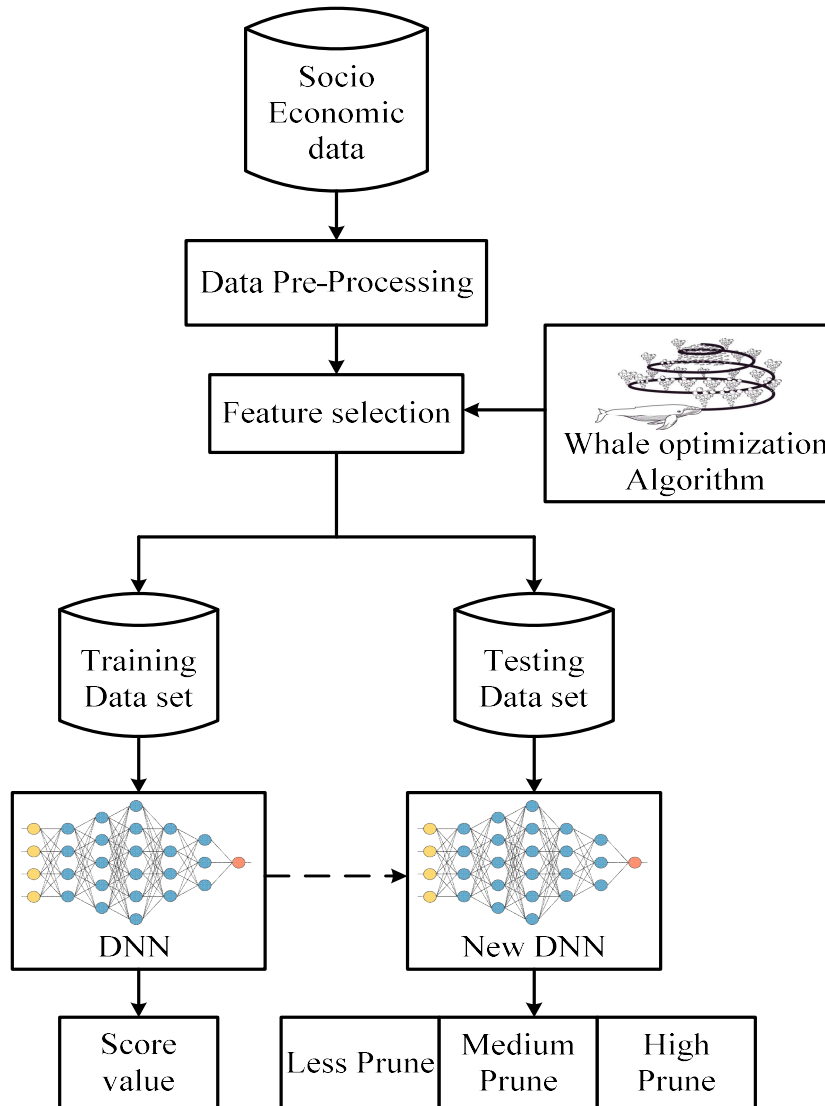 Socio
Economic
data
Data Pre-Processing
Feature selection
Whale optimization
Algorithm
Training
Data set
Testing
Data set
DNN
New DNN
Score
value
Less Prune
Medium
Prune
High
Prune